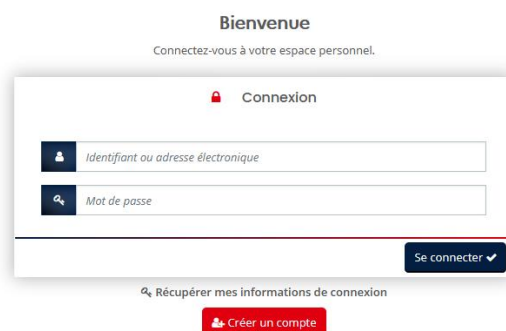 Bienvenue
Connectez-vous à votre espace personnel.
Connexion
Identifiant ou adresse électronique
Mot de passe
Se connecter
Récupérer mes informations de connexion
Créer un compte